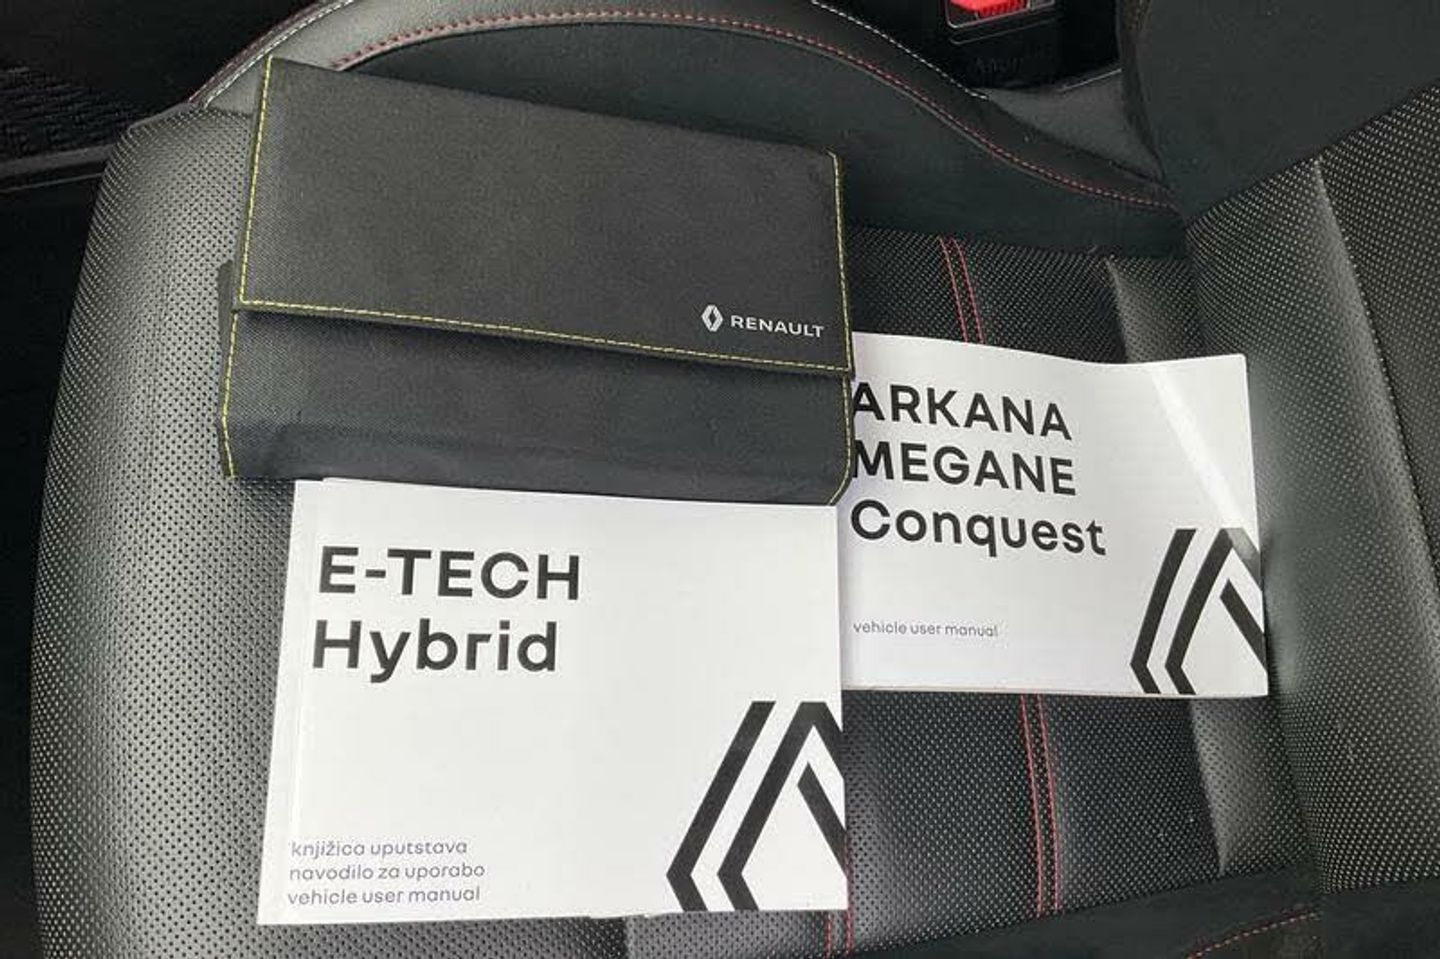 RENAULT
ARKANA
MEGANE
Conquest
vehicle user manual
E-TECH
Hybrid
knjižica uputstava
navodilo za uporabo
vehicle user manual